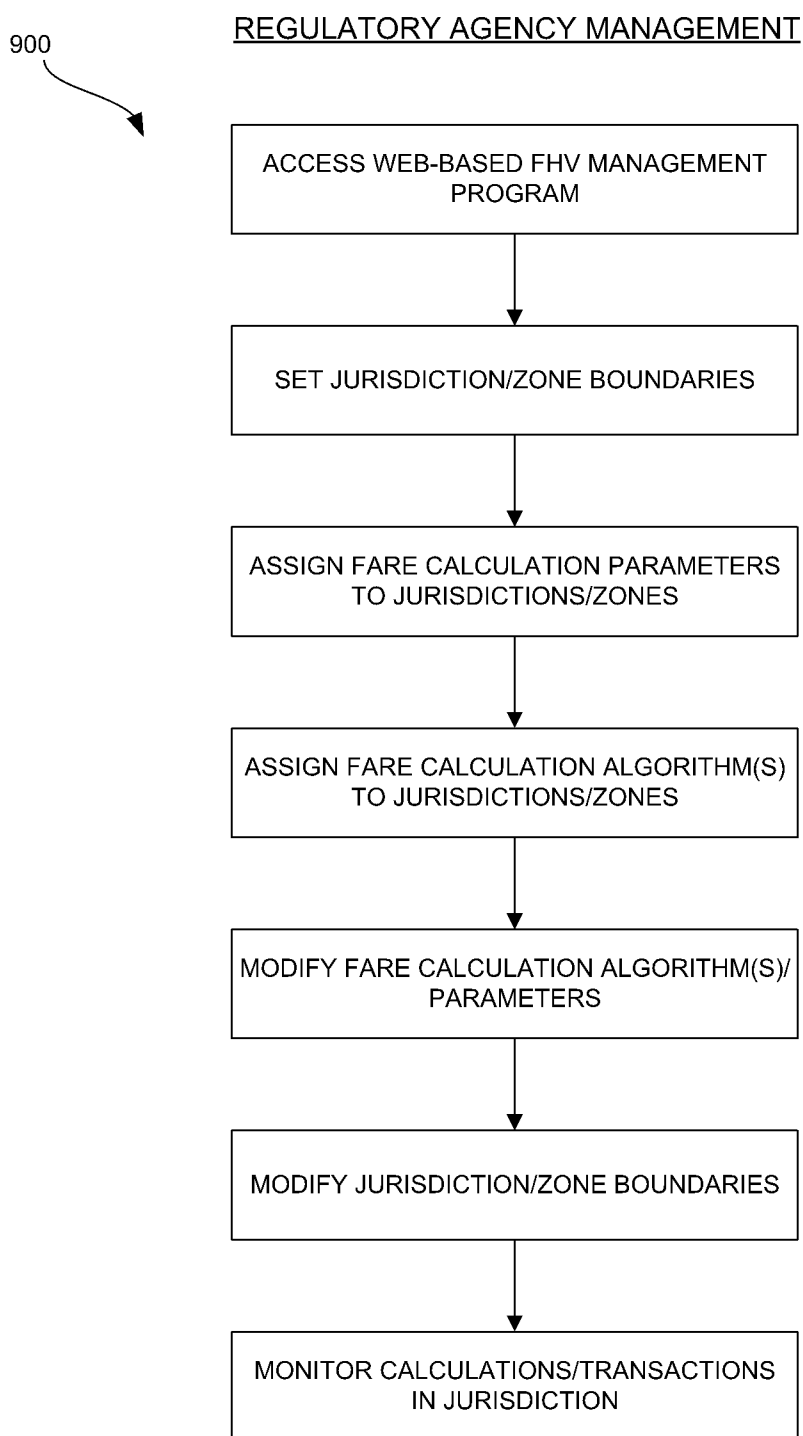 REGULATORY AGENCY MANAGEMENT
900
ACCESS WEB-BASED FHV MANAGEMENT
PROGRAM
SET JURISDICTION/ZONE BOUNDARIES
ASSIGN FARE CALCULATION PARAMETERS
TO JURISDICTIONS/ZONES
ASSIGN FARE CALCULATION ALGORITHM(S)
TO JURISDICTIONS/ZONES
MODIFY FARE CALCULATION ALGORITHM(S)/
PARAMETERS
MODIFY JURISDICTION/ZONE BOUNDARIES
MONITOR CALCULATIONS/TRANSACTIONS
IN JURISDICTION